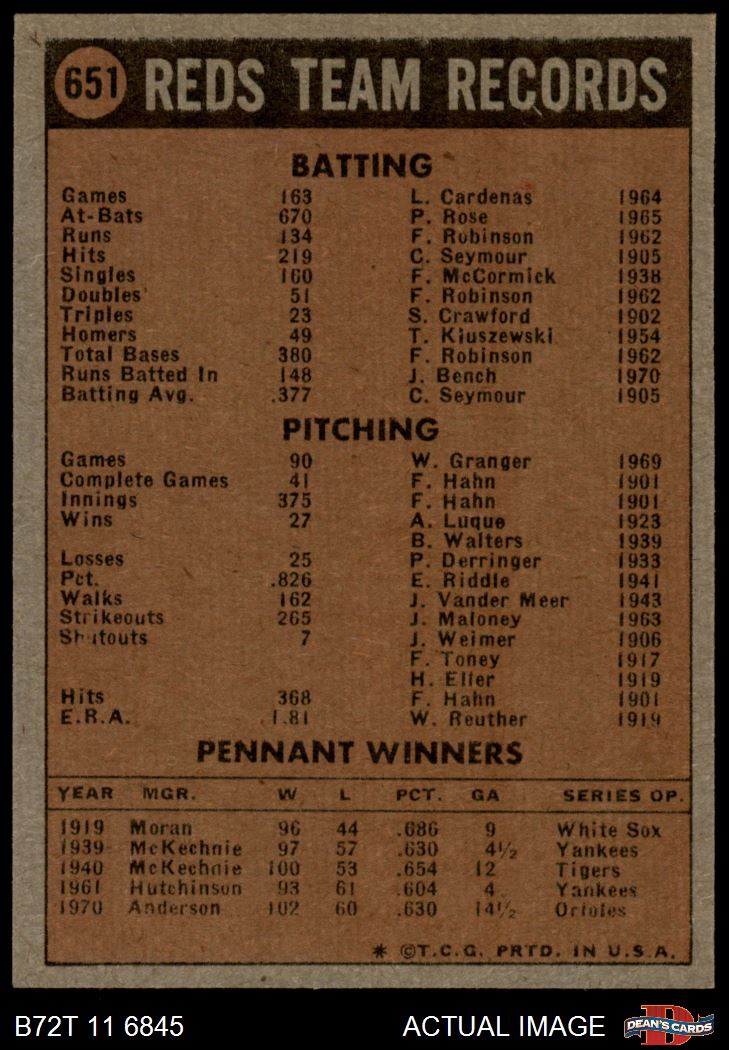 651 REDS TEAM RECORDS
BATTING
Games 163 L. Cardenas 1964
At-Bats 670 P. Rose 1965
Runs 134 F. Robinson 1962
Hits 219 C. Seymour 1905
Singles 160 F. McCormick 1938
Doubles 51 F. Robinson 1962
Triples 23 S. Crawford 1902
Homers 49 T. Kluszewski 1954
Total Bases 380 F. Robinson 1962
Runs Batted In 148 J. Bench 1970
Batting Avg. .377 C. Seymour 1905
PITCHING
Games 90 W. Granger 1969
Complete Games 41 F. Hahn 1901
Innings 375 F. Hahn 1901
Wins 27 A. Luque 1923
B. Walters 1939
Losses 25 P. Derringer 1933
Pct. .826 E. Riddle 1941
Walks 162 J. Vander Meer 1943
Strikeouts 265 J. Maloney 1963
Shutouts 7 J. Weimer 1906
F. Toney 1917
H. Eller 1919
Hits 368 F. Hahn 1901
E.R.A. 1.81 W. Reuther 1919
PENNANT WINNERS
YEAR MGR. W L PCT. GA SERIES OP.
1919 Moran 96 44 .686 9 White Sox
1939 McKechnie 97 57 .630 4½ Yankees
1940 McKechnie 100 53 .654 12 Tigers
1961 Hutchinson 93 61 .604 4 Yankees
1970 Anderson 102 60 .630 14½ Orioles
* ©T.C.G. PRTD. IN U.S.A.
B72T 11 6845 ACTUAL IMAGE D DEAN'S CARDS